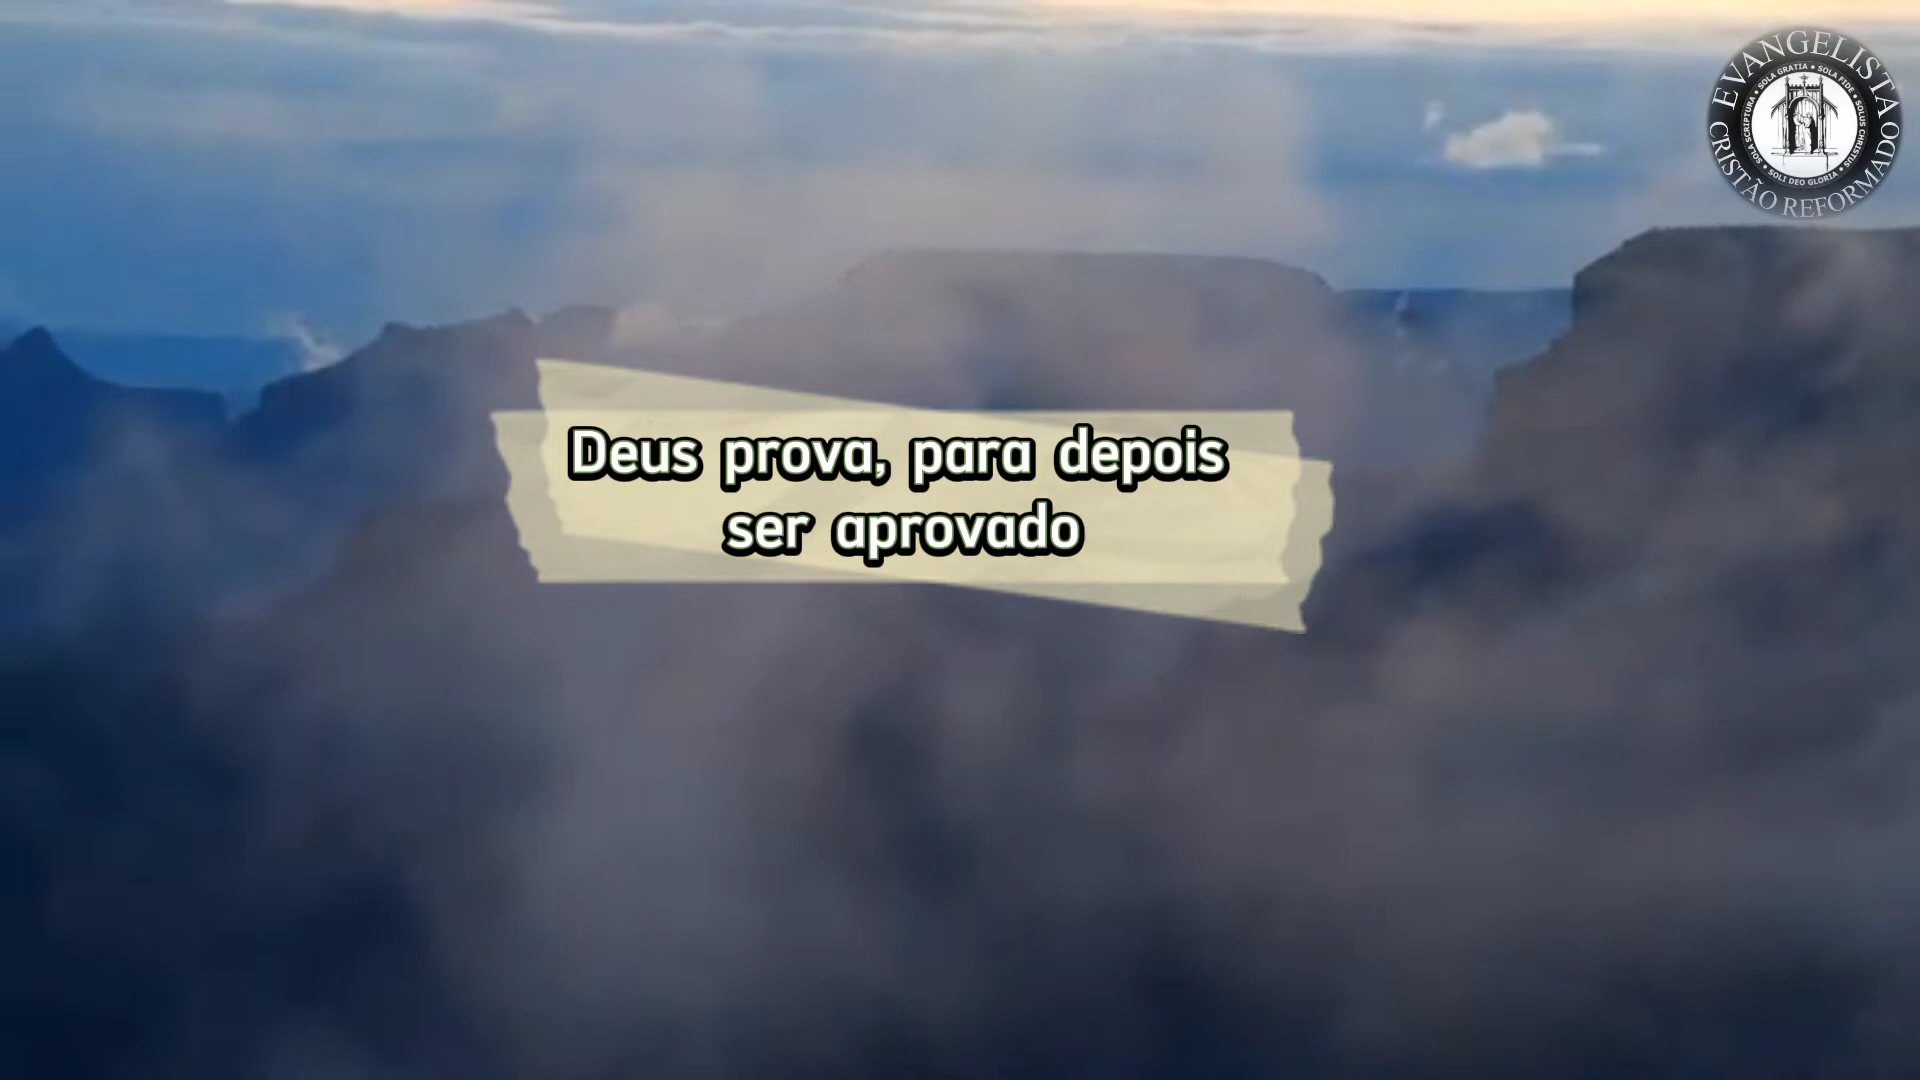 EVANGELISTA
SOLA SCRIPTURA • SOLA GRATIA • SOLA FIDE • SOLUS CHRISTUS • SOLI DEO GLORIA •
CRISTÃO REFORMADO
Deus prova, para depois
ser aprovado